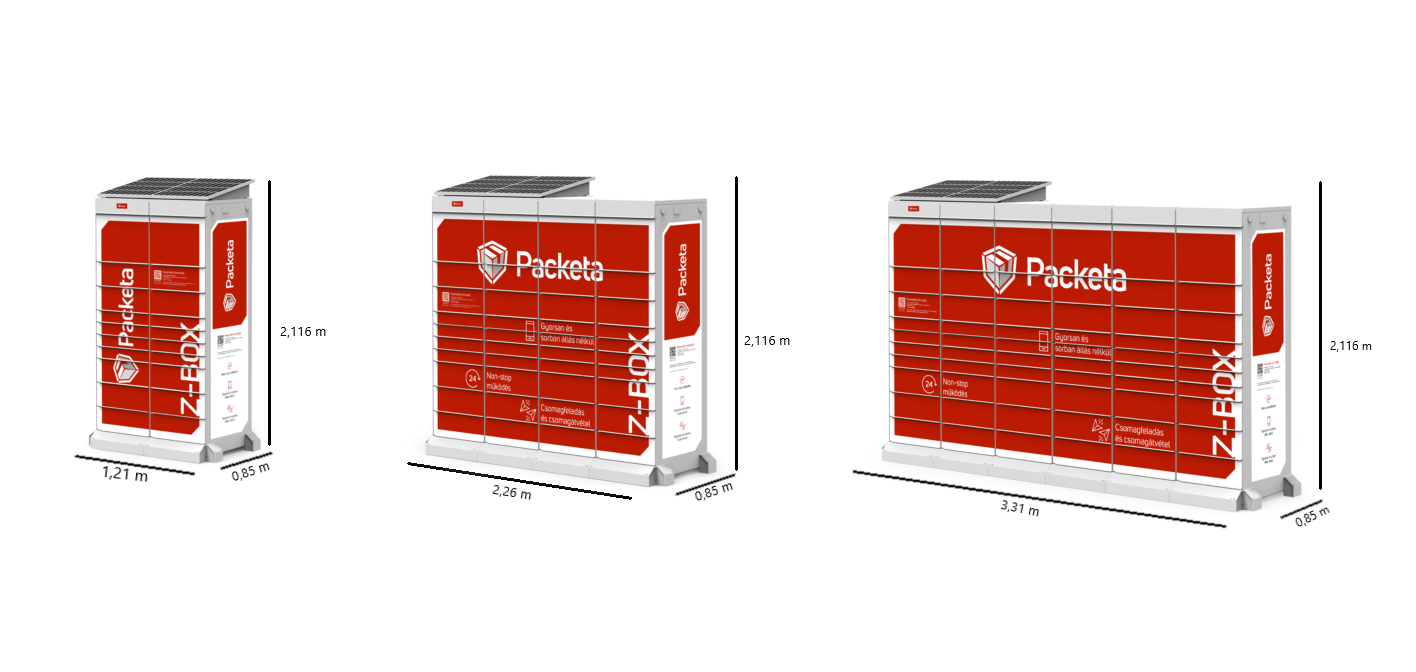 Packeta
Z-BOX
Packeta
2,116 m
1,21 m
0,85 m
Packeta
Gyorsan és
sorban állás nélkül
24
Non-stop
működés
Csomagfeladás
és csomagátvétel
Z-BOX
Packeta
2,116 m
2,26 m
0,85 m
Packeta
Gyorsan és
sorban állás nélkül
24
Non-stop
működés
Csomagfeladás
és csomagátvétel
Z-BOX
Packeta
2,116 m
3,31 m
0,85 m